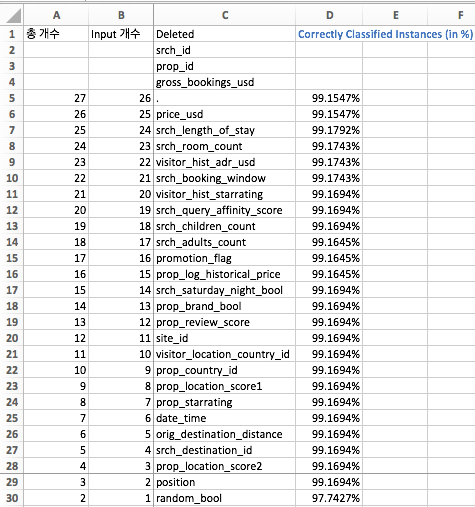 A B C D E F
1 총 개수 Input 개수 Deleted Correctly Classified Instances (in %)
2 srch_id
3 prop_id
4 gross_bookings_usd
5 27 26 . 99.1547%
6 26 25 price_usd 99.1547%
7 25 24 srch_length_of_stay 99.1792%
8 24 23 srch_room_count 99.1743%
9 23 22 visitor_hist_adr_usd 99.1743%
10 22 21 srch_booking_window 99.1743%
11 21 20 visitor_hist_starrating 99.1694%
12 20 19 srch_query_affinity_score 99.1694%
13 19 18 srch_children_count 99.1694%
14 18 17 srch_adults_count 99.1645%
15 17 16 promotion_flag 99.1645%
16 16 15 prop_log_historical_price 99.1645%
17 15 14 srch_saturday_night_bool 99.1694%
18 14 13 prop_brand_bool 99.1694%
19 13 12 prop_review_score 99.1694%
20 12 11 site_id 99.1694%
21 11 10 visitor_location_country_id 99.1694%
22 10 9 prop_country_id 99.1694%
23 9 8 prop_location_score1 99.1694%
24 8 7 prop_starrating 99.1694%
25 7 6 date_time 99.1694%
26 6 5 orig_destination_distance 99.1694%
27 5 4 srch_destination_id 99.1694%
28 4 3 prop_location_score2 99.1694%
29 3 2 position 99.1694%
30 2 1 random_bool 97.7427%